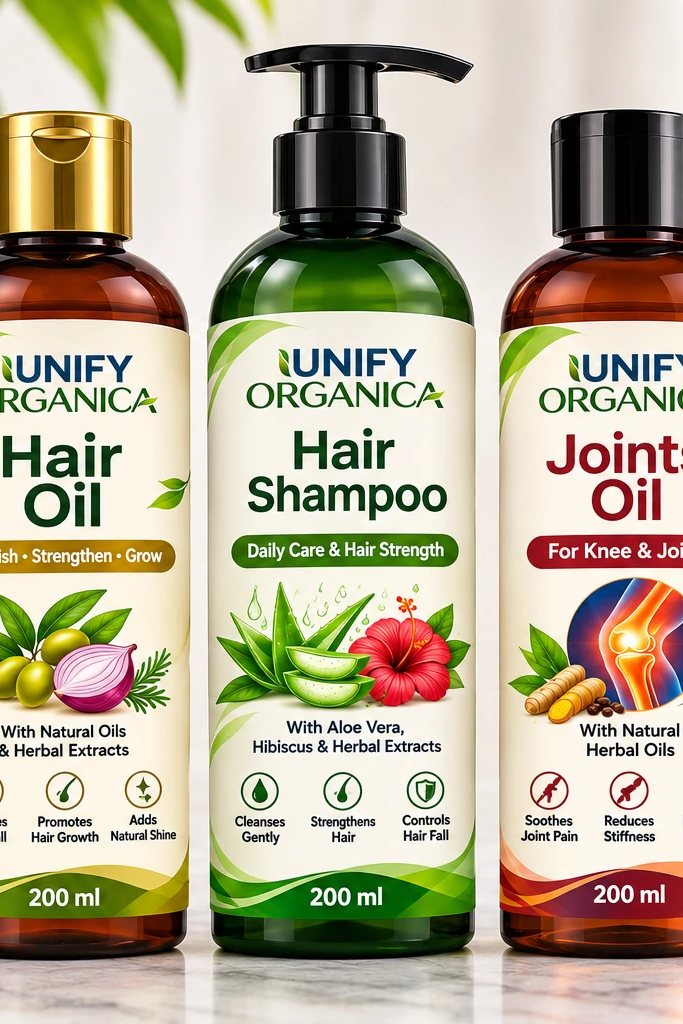 UNIFY
RGANICA
Hair
Oil
ish • Strengthen • Grow
With Natural Oils
& Herbal Extracts
Promotes
Hair Growth
Adds
Natural Shine
200 ml
UNIFY
ORGANICA
Hair
Shampoo
Daily Care & Hair Strength
With Aloe Vera,
Hibiscus & Herbal Extracts
Cleanses
Gently
Strengthens
Hair
Controls
Hair Fall
200 ml
UNIFY
ORGANIC
Joints
Oil
For Knee & Joi
With Natural
Herbal Oils
Soothes
Joint Pain
Reduces
Stiffness
200 ml